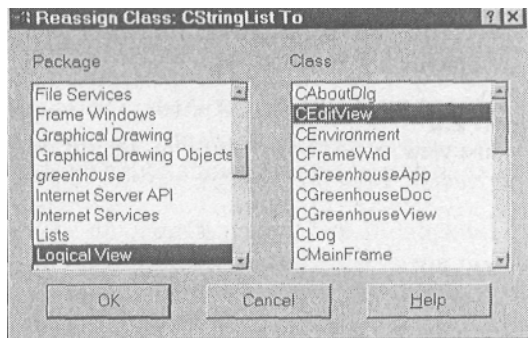 Reassign Class: CStringList To
Package
File Services
Frame Windows
Graphical Drawing
Graphical Drawing Objects
greenhouse
Internet Server API
Internet Services
Lists
Logical View
Class
CAboutDlg
CEditView
CEnvironment
CFrameWnd
CGreenhouseApp
CGreenhouseDoc
CGreenhouseView
CLog
CMainFrame
OK
Cancel
Help